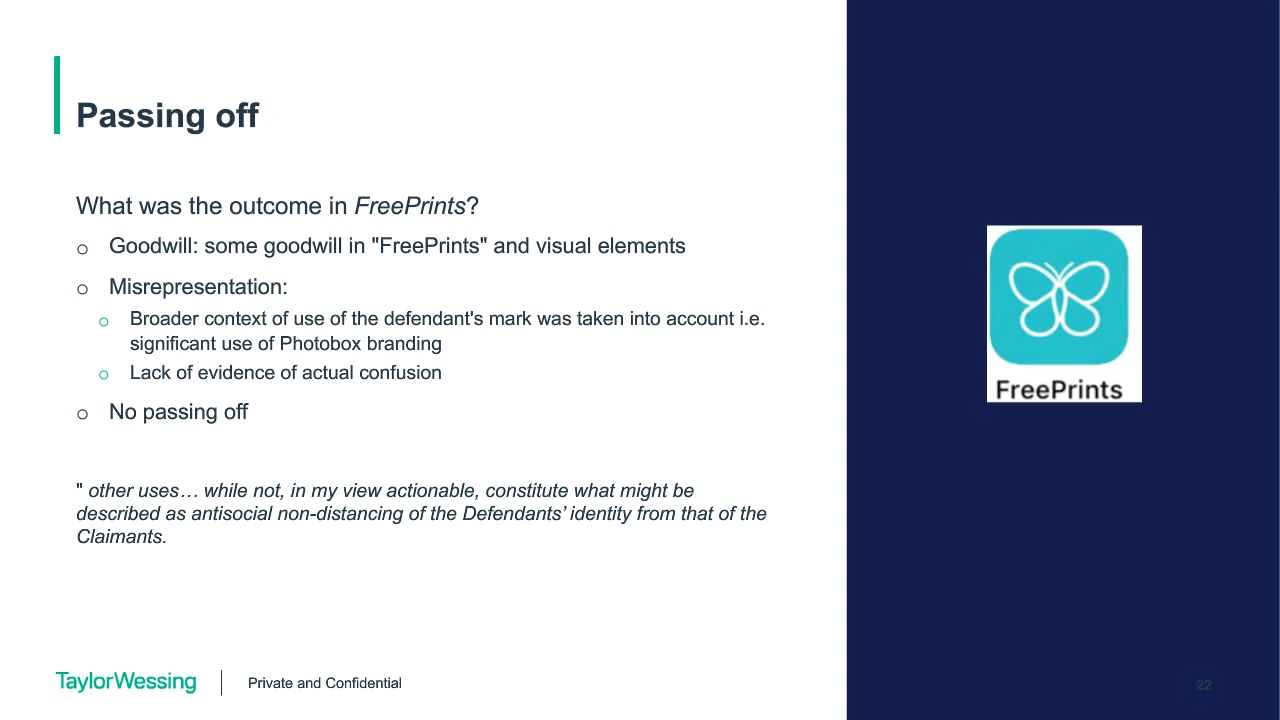 Passing off
What was the outcome in FreePrints?
o Goodwill: some goodwill in "FreePrints" and visual elements
o Misrepresentation:
o Broader context of use of the defendant's mark was taken into account i.e.
significant use of Photobox branding
o Lack of evidence of actual confusion
o No passing off
" other uses… while not, in my view actionable, constitute what might be
described as antisocial non-distancing of the Defendants’ identity from that of the
Claimants.
FreePrints
TaylorWessing
Private and Confidential
22